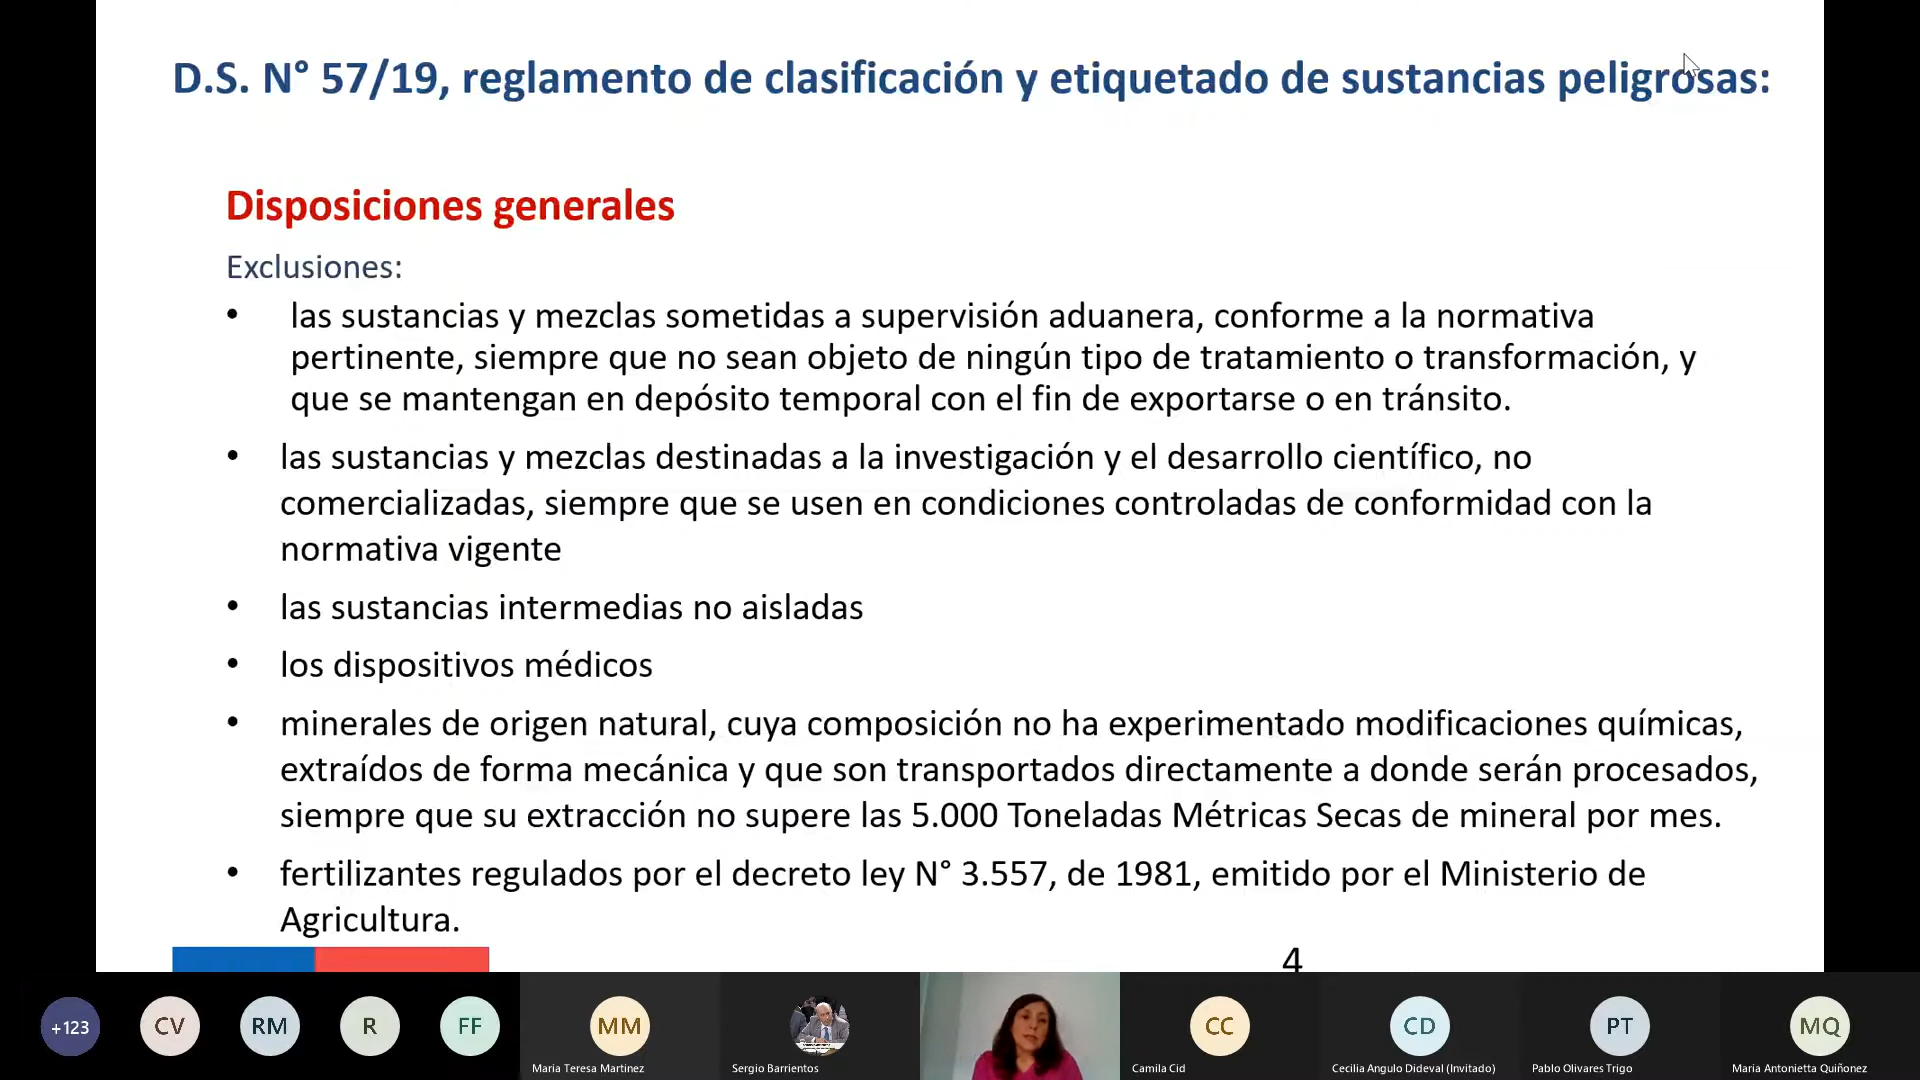 D.S. N° 57/19, reglamento de clasificación y etiquetado de sustancias peligrosas:
Disposiciones generales
Exclusiones:
• las sustancias y mezclas sometidas a supervisión aduanera, conforme a la normativa
pertinente, siempre que no sean objeto de ningún tipo de tratamiento o transformación, y
que se mantengan en depósito temporal con el fin de exportarse o en tránsito.
• las sustancias y mezclas destinadas a la investigación y el desarrollo científico, no
comercializadas, siempre que se usen en condiciones controladas de conformidad con la
normativa vigente
• las sustancias intermedias no aisladas
• los dispositivos médicos
• minerales de origen natural, cuya composición no ha experimentado modificaciones químicas,
extraídos de forma mecánica y que son transportados directamente a donde serán procesados,
siempre que su extracción no supere las 5.000 Toneladas Métricas Secas de mineral por mes.
• fertilizantes regulados por el decreto ley N° 3.557, de 1981, emitido por el Ministerio de
Agricultura.
4
+123 CV RM R FF MM CC CD PT MQ
Maria Teresa Martinez Sergio Barrientos Camila Cid Cecilia Angulo Dideval (Invitado) Pablo Olivares Trigo Maria Antonietta Quiñonez